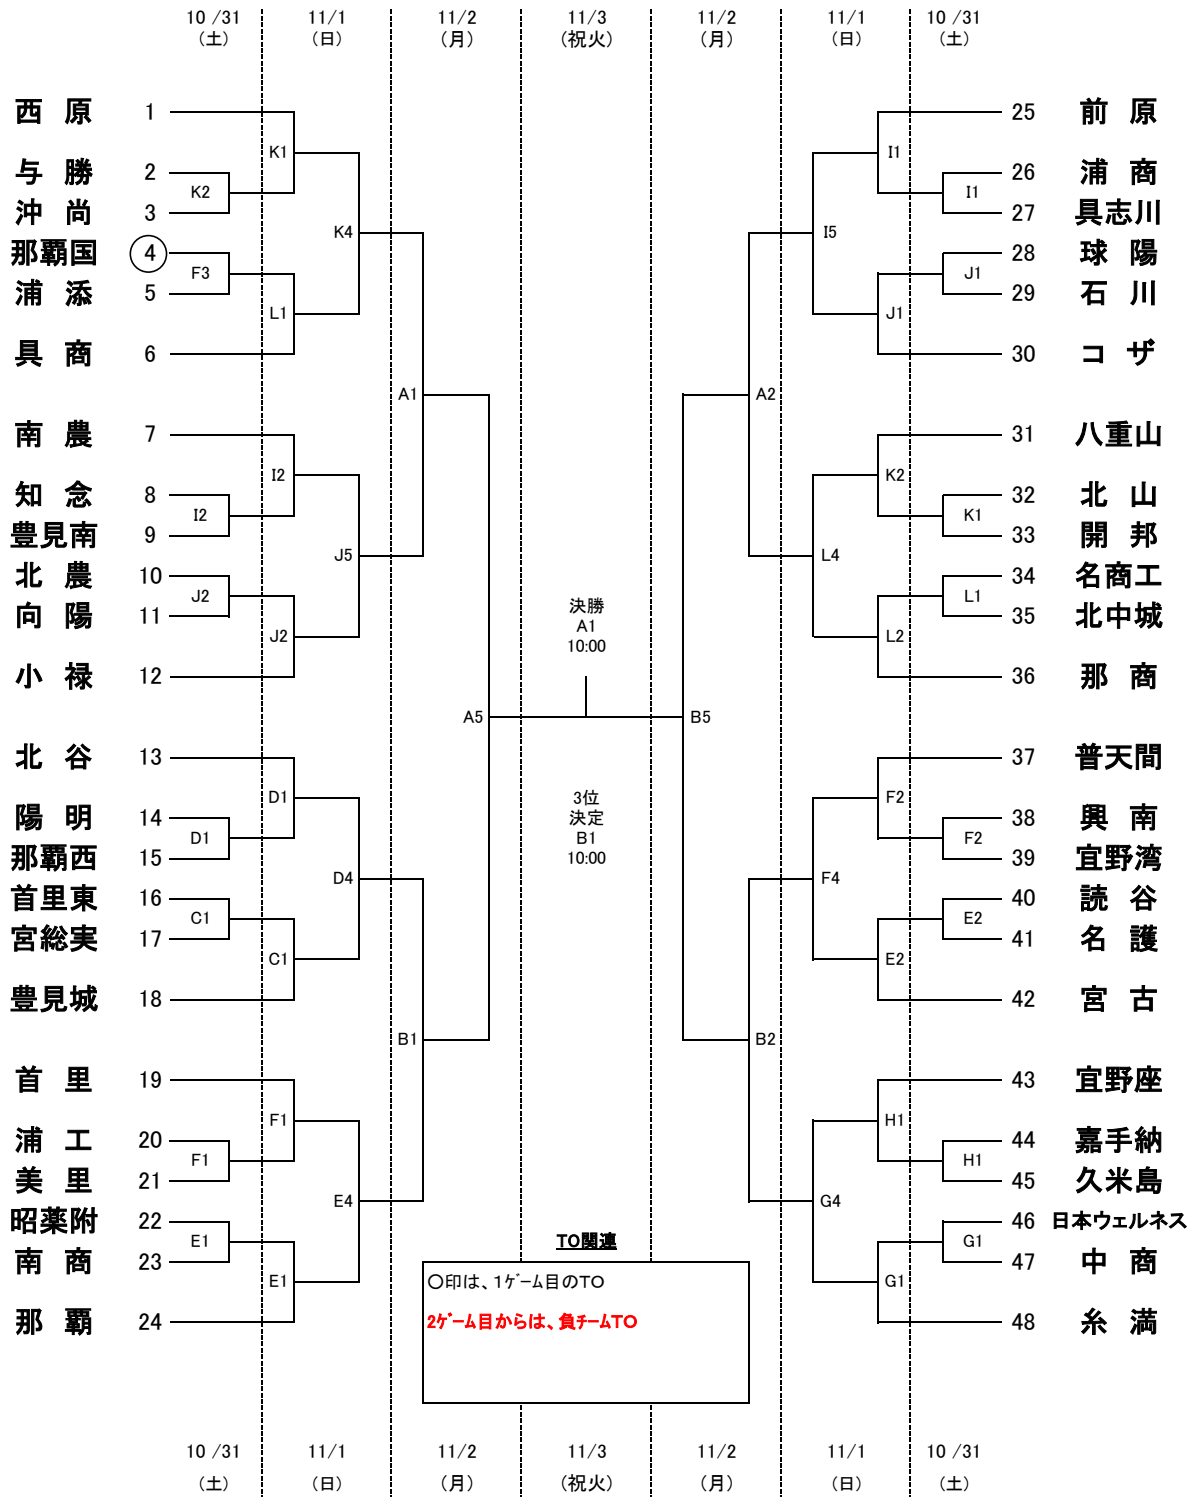 10 /31 11/1 11/2 11/3 11/2 11/1 10 /31
(土) (日) (月) (祝火) (月) (日) (土)
西 原 1 25 前 原
K1 I1
与 勝 2 26 浦 商
K2 I1
沖 尚 3 27 具志川
K4 I5
那覇国 4 28 球 陽
F3 J1
浦 添 5 29 石 川
L1 J1
具 商 6 30 コ ザ
A1 A2
南 農 7 31 八重山
I2 K2
知 念 8 32 北 山
I2 K1
豊見南 9 33 開 邦
J5 L4
北 農 10 34 名商工
J2 L1
向 陽 11 35 北中城
J2 L2
小 禄 12 36 那 商
決勝
A1
10:00
A5 B5
北 谷 13 37 普天間
D1 F2
3位
決定
B1
10:00
陽 明 14 38 興 南
D1 F2
那覇西 15 39 宜野湾
D4 F4
首里東 16 40 読 谷
C1 E2
宮総実 17 41 名 護
C1 E2
豊見城 18 42 宮 古
B1 B2
首 里 19 43 宜野座
F1 H1
浦 工 20 44 嘉手納
F1 H1
美 里 21 45 久米島
E4 G4
昭薬附 22 46 日本ウェルネス
E1 G1
南 商 23 47 中 商
E1 G1
那 覇 24 48 糸 満
TO関連
○印は、1ｹﾞｰﾑ目のTO
2ｹﾞｰﾑ目からは、負ﾁｰﾑTO
10 /31 11/1 11/2 11/3 11/2 11/1 10 /31
(土) (日) (月) (祝火) (月) (日) (土)